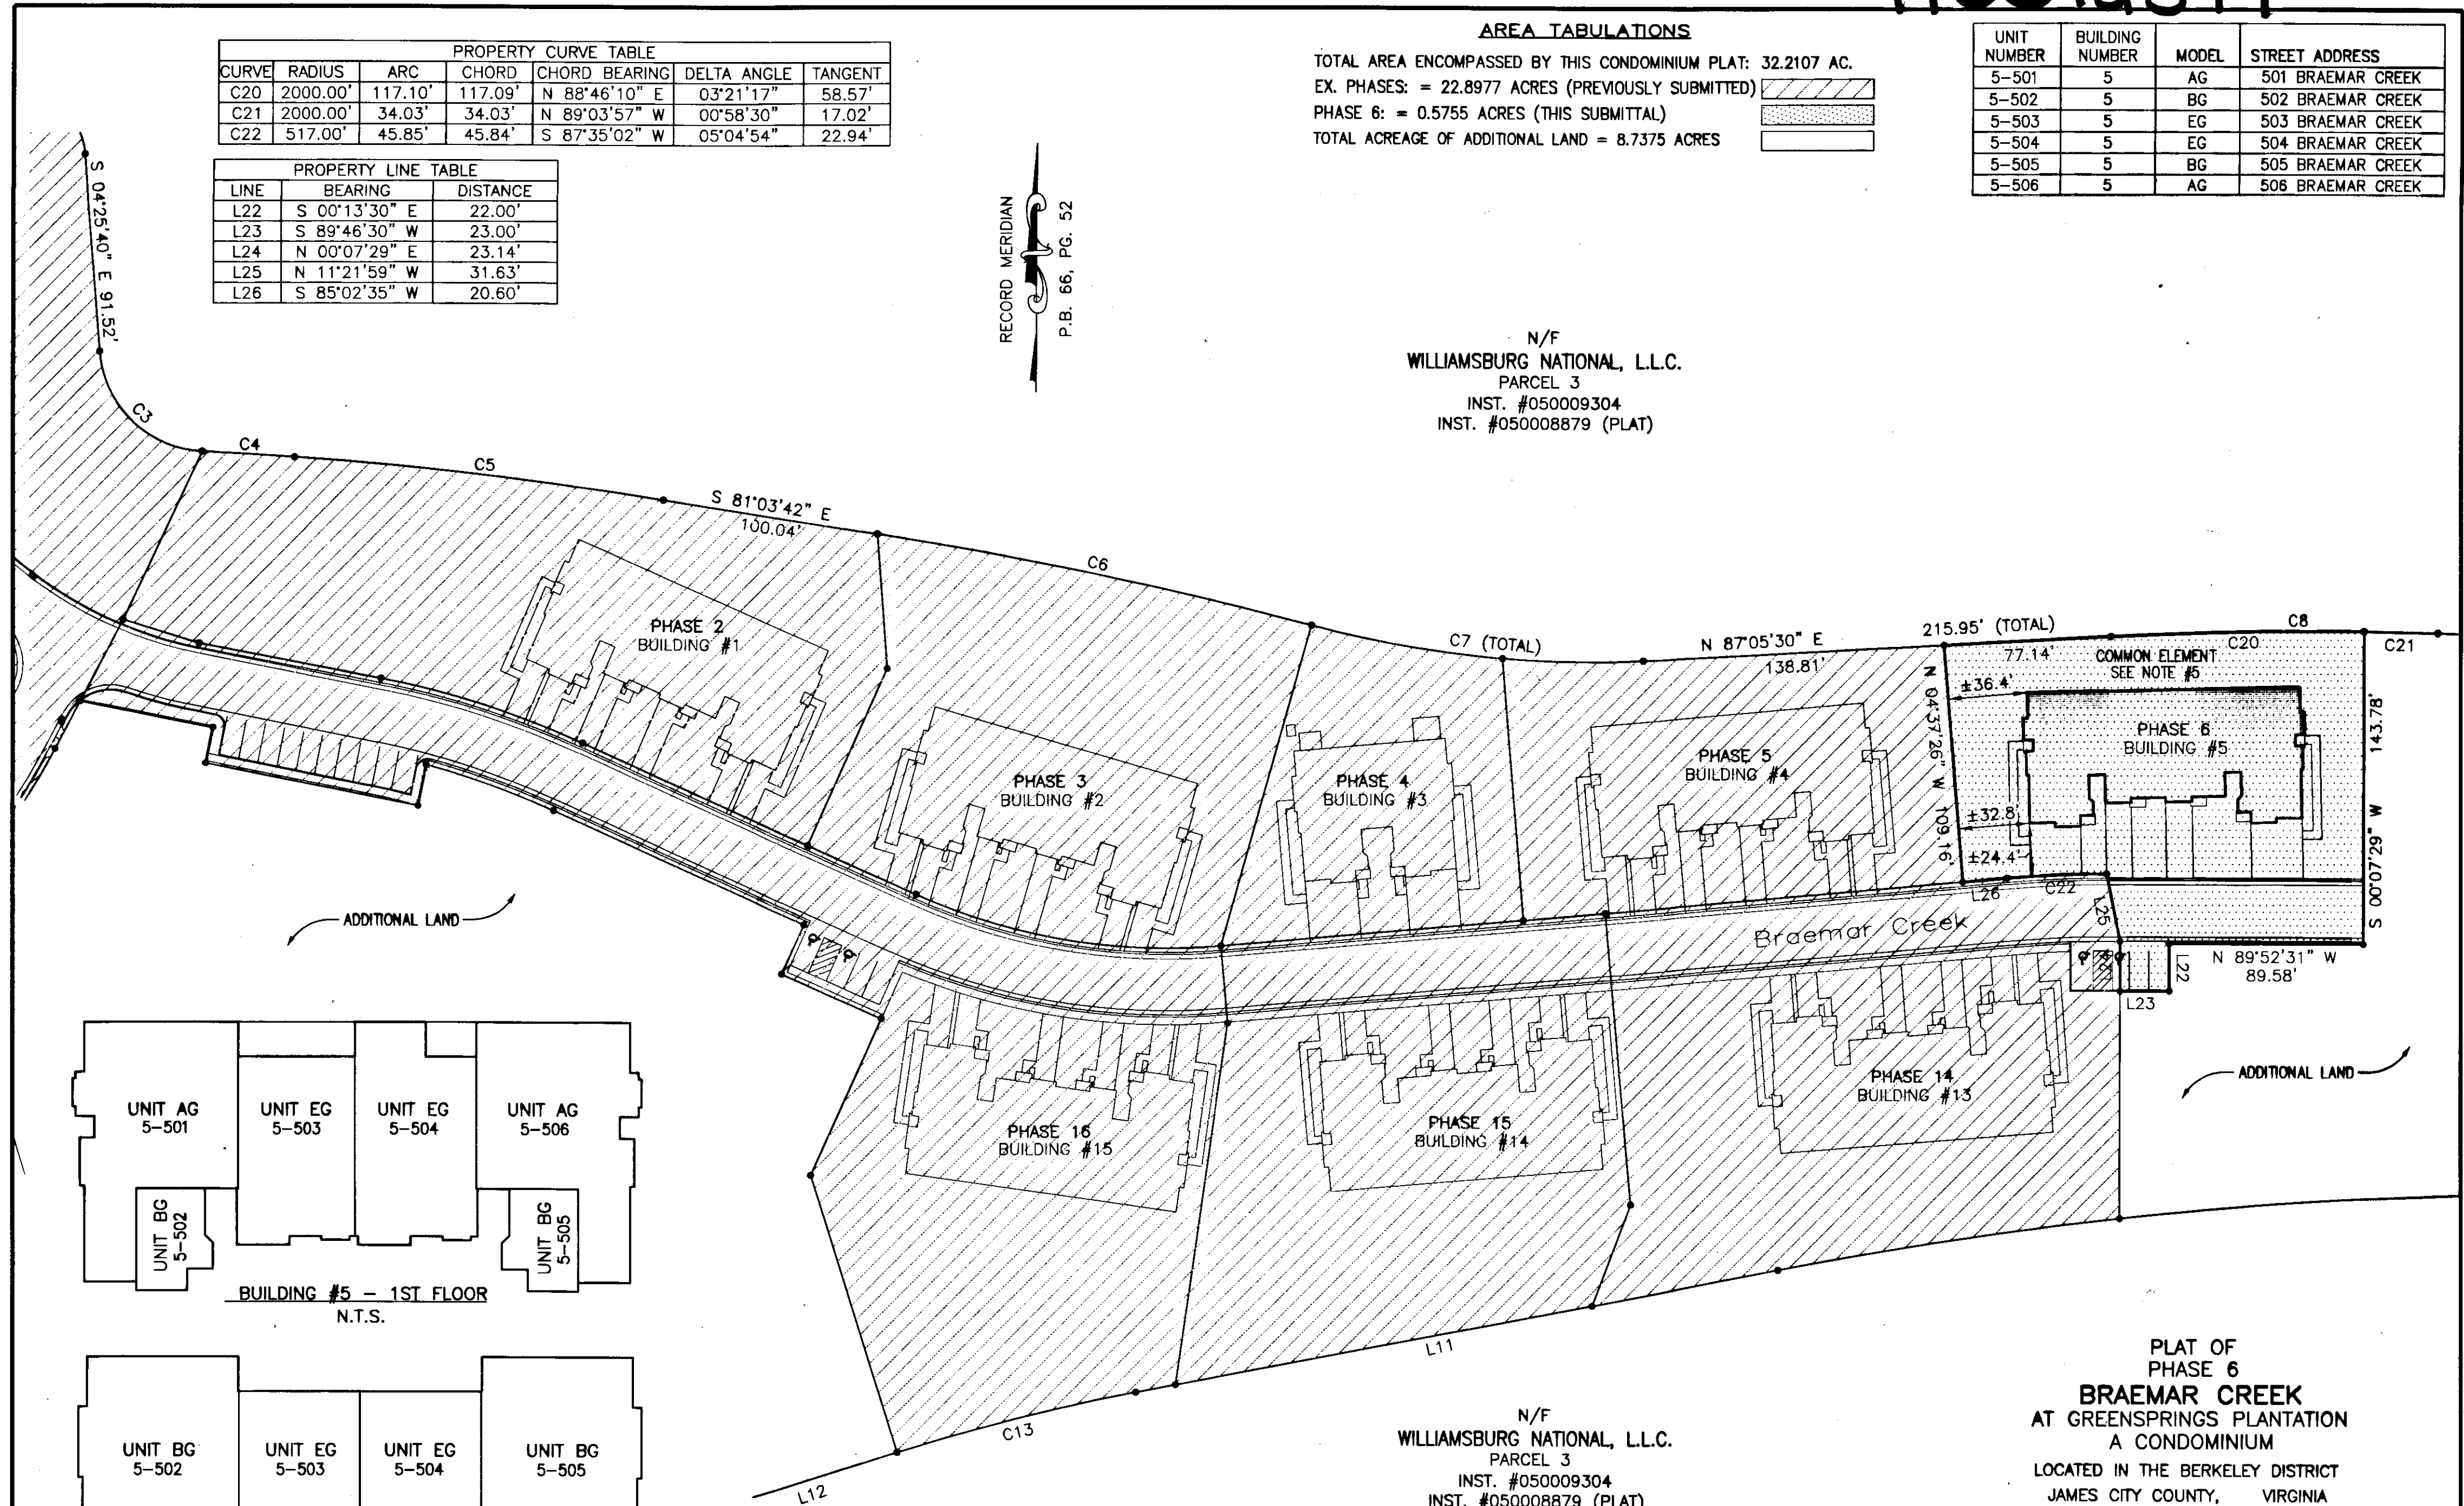 PROPERTY CURVE TABLE
CURVE RADIUS ARC CHORD CHORD BEARING DELTA ANGLE TANGENT
C20 2000.00' 117.10' 117.09' N 88°46'10" E 03°21'17" 58.57'
C21 2000.00' 34.03' 34.03' N 89°03'57" W 00°58'30" 17.02'
C22 517.00' 45.85' 45.84' S 87°35'02" W 05°04'54" 22.94'
PROPERTY LINE TABLE
LINE BEARING DISTANCE
L22 S 00°13'30" E 22.00'
L23 S 89°46'30" W 23.00'
L24 N 00°07'29" E 23.14'
L25 N 11°21'59" W 31.63'
L26 S 85°02'35" W 20.60'
RECORD MERIDIAN
P.B. 66, PG. 52
AREA TABULATIONS
TOTAL AREA ENCOMPASSED BY THIS CONDOMINIUM PLAT: 32.2107 AC.
EX. PHASES: = 22.8977 ACRES (PREVIOUSLY SUBMITTED)
PHASE 6: = 0.5755 ACRES (THIS SUBMITTAL)
TOTAL ACREAGE OF ADDITIONAL LAND = 8.7375 ACRES
UNIT NUMBER BUILDING NUMBER MODEL STREET ADDRESS
5-501 5 AG 501 BRAEMAR CREEK
5-502 5 BG 502 BRAEMAR CREEK
5-503 5 EG 503 BRAEMAR CREEK
5-504 5 EG 504 BRAEMAR CREEK
5-505 5 BG 505 BRAEMAR CREEK
5-506 5 AG 506 BRAEMAR CREEK
N/F
WILLIAMSBURG NATIONAL, L.L.C.
PARCEL 3
INST. #050009304
INST. #050008879 (PLAT)
S 04°25'40" E 91.52'
C3
C4
C5
S 81°03'42" E
100.04'
C6
C7 (TOTAL)
N 87°05'30" E
138.81'
215.95' (TOTAL)
77.14'
C8
C20
C21
COMMON ELEMENT
SEE NOTE #5
N 04°37'26" W 109.16'
±36.4'
±32.8'
±24.4'
S 00°07'29" W 143.78'
PHASE 2
BUILDING #1
PHASE 3
BUILDING #2
PHASE 4
BUILDING #3
PHASE 5
BUILDING #4
PHASE 6
BUILDING #5
L26
C22
L25
Braemar Creek
N 89°52'31" W
89.58'
L22
L23
ADDITIONAL LAND
ADDITIONAL LAND
PHASE 16
BUILDING #15
PHASE 15
BUILDING #14
PHASE 14
BUILDING #13
L11
C13
L12
UNIT AG
5-501
UNIT EG
5-503
UNIT EG
5-504
UNIT AG
5-506
UNIT BG
5-502
UNIT BG
5-505
BUILDING #5 - 1ST FLOOR
N.T.S.
UNIT BG
5-502
UNIT EG
5-503
UNIT EG
5-504
UNIT BG
5-505
N/F
WILLIAMSBURG NATIONAL, L.L.C.
PARCEL 3
INST. #050009304
INST. #050008879 (PLAT)
PLAT OF
PHASE 6
BRAEMAR CREEK
AT GREENSPRINGS PLANTATION
A CONDOMINIUM
LOCATED IN THE BERKELEY DISTRICT
JAMES CITY COUNTY, VIRGINIA